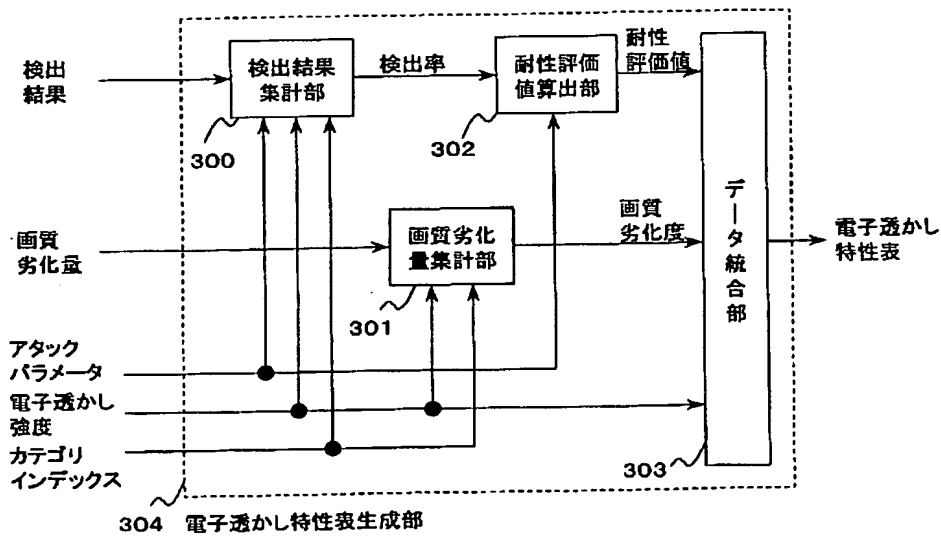 検出
結果
検出結果
集計部
300
検出率
耐性評価
値算出部
302
耐性
評価値
画質
劣化量
画質劣化
量集計部
301
画質
劣化度
データ統合部
303
電子透かし
特性表
アタック
パラメータ
電子透かし
強度
カテゴリ
インデックス
304 電子透かし特性表生成部